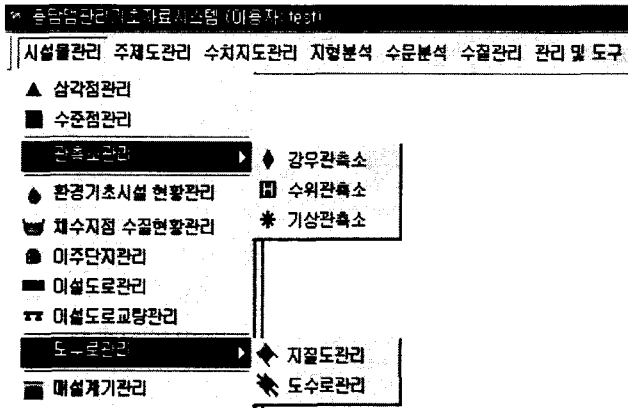 용담댐관리기초자료시스템 (이용자: test)
시설물관리 주제도관리 수치지도관리 지형분석 수문분석 수질관리 관리 및 도구
삼각점관리
수준점관리
관측소관리
강우관측소
수위관측소
기상관측소
환경기초시설 현황관리
채수지점 수질현황관리
이주단지관리
이설도로관리
이설도로교량관리
도수로관리
지질도관리
도수로관리
매설계기관리